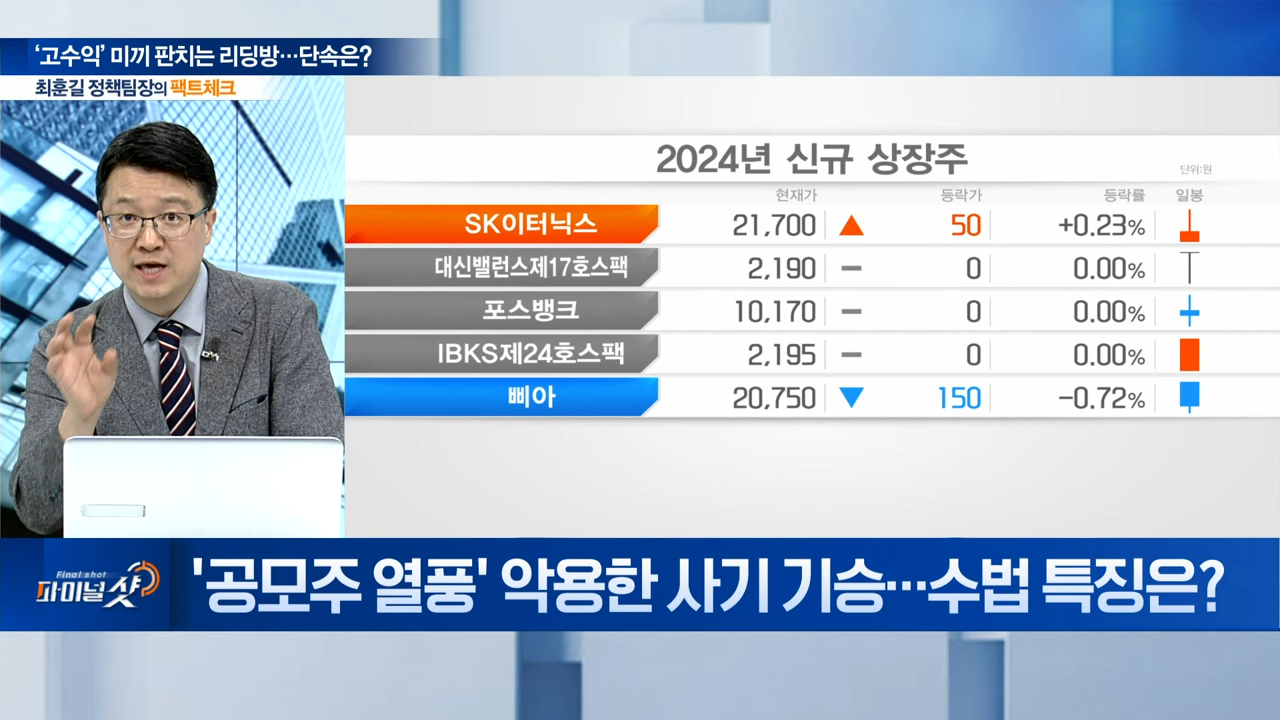 '고수익' 미끼 판치는 리딩방…단속은?
최훈길 정책팀장의 팩트체크
2024년 신규 상장주
단위:원
현재가 등락가 등락률 일봉
SK이터닉스 21,700 ▲ 50 +0.23%
대신밸런스제17호스팩 2,190 － 0 0.00%
포스뱅크 10,170 － 0 0.00%
IBKS제24호스팩 2,195 － 0 0.00%
삐아 20,750 ▼ 150 -0.72%
Final shot
파이널샷
'공모주 열풍' 악용한 사기 기승…수법 특징은?